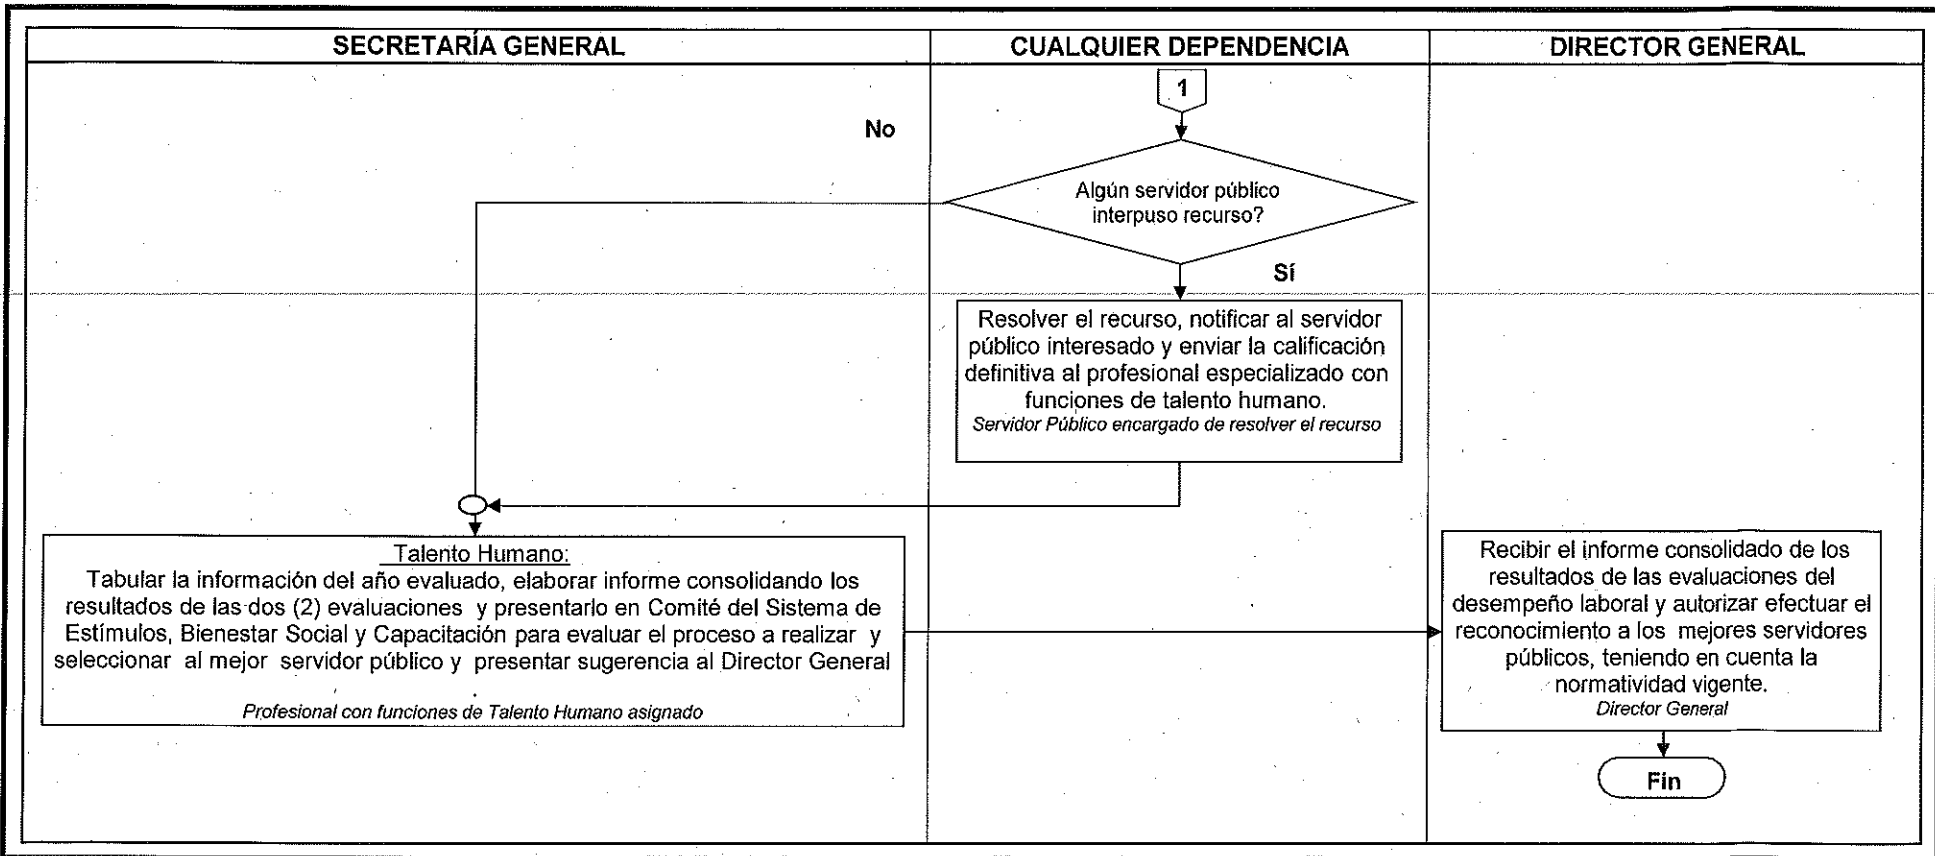 SECRETARÍA GENERAL
CUALQUIER DEPENDENCIA
DIRECTOR GENERAL
1
No
Algún servidor público
interpuso recurso?
Sí
Resolver el recurso, notificar al servidor
público interesado y enviar la calificación
definitiva al profesional especializado con
funciones de talento humano.
Servidor Público encargado de resolver el recurso
Talento Humano:
Tabular la información del año evaluado, elaborar informe consolidando los
resultados de las dos (2) evaluaciones y presentarlo en Comité del Sistema de
Estímulos, Bienestar Social y Capacitación para evaluar el proceso a realizar y
seleccionar al mejor servidor público y presentar sugerencia al Director General
Profesional con funciones de Talento Humano asignado
Recibir el informe consolidado de los
resultados de las evaluaciones del
desempeño laboral y autorizar efectuar el
reconocimiento a los mejores servidores
públicos, teniendo en cuenta la
normatividad vigente.
Director General
Fin